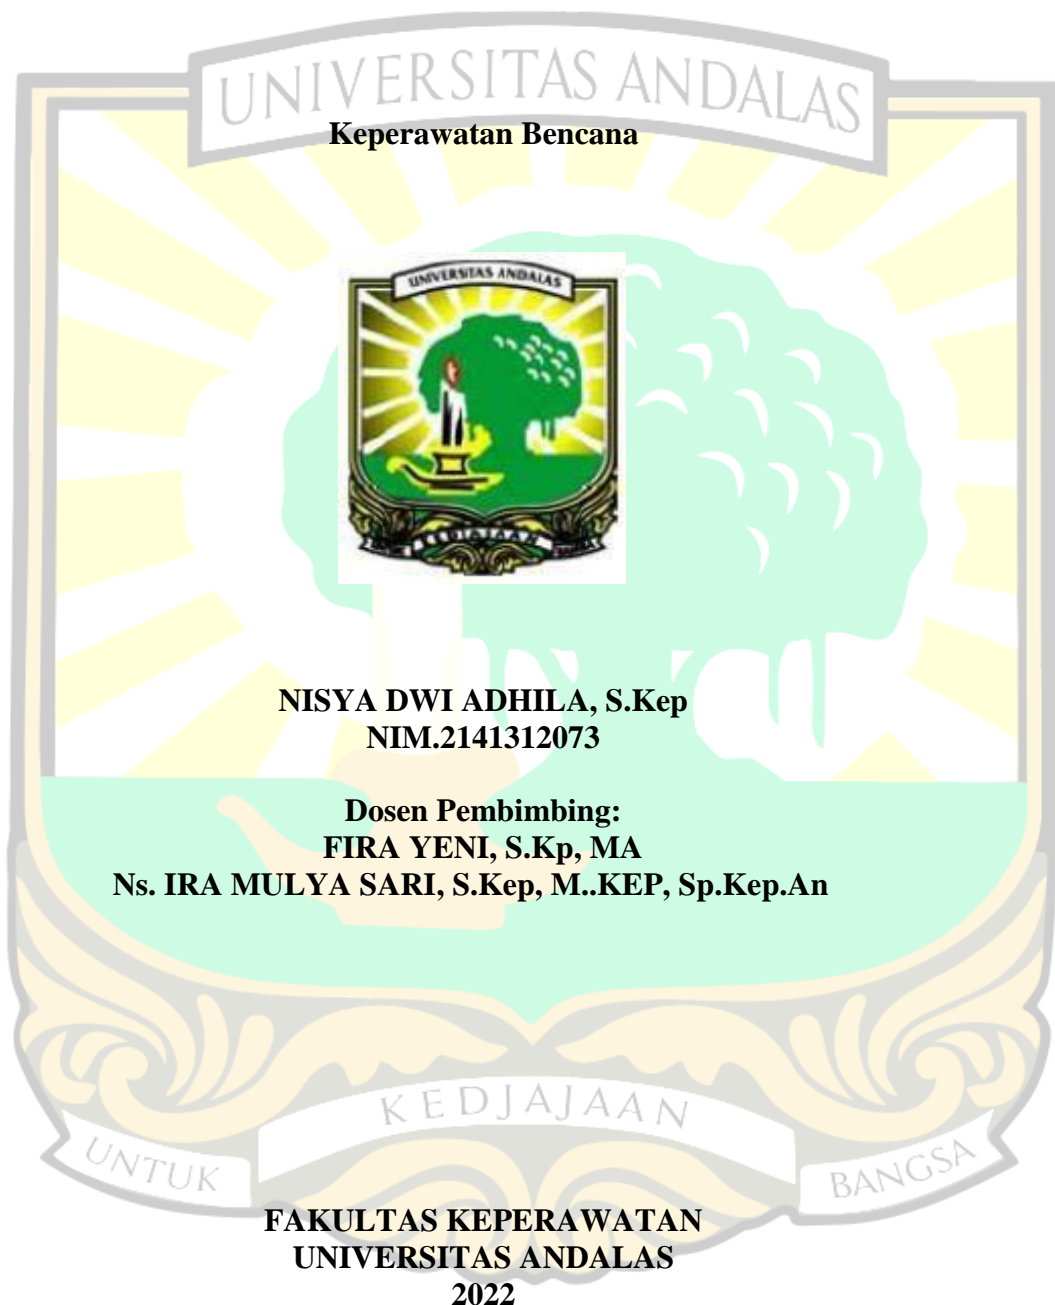 UNIVERSITAS ANDALAS
Keperawatan Bencana
UNIVERSITAS ANDALAS
KEDJAJAAN
NISYA DWI ADHILA, S.Kep
NIM.2141312073
Dosen Pembimbing:
FIRA YENI, S.Kp, MA
Ns. IRA MULYA SARI, S.Kep, M..KEP, Sp.Kep.An
KEDJAJAAN
UNTUK
BANGSA
FAKULTAS KEPERAWATAN
UNIVERSITAS ANDALAS
2022